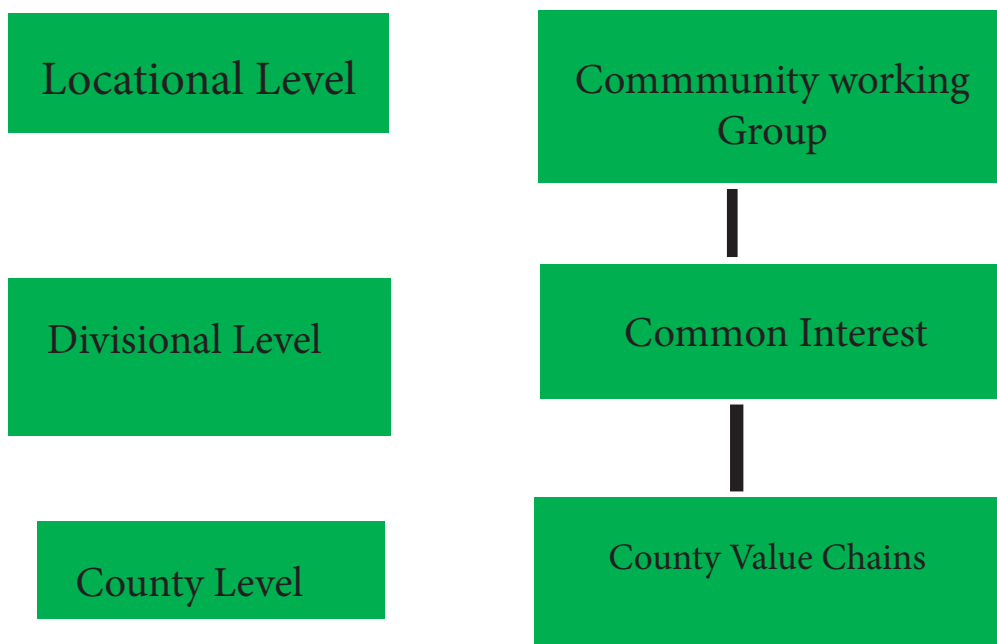 Locational Level
Commmunity working
Group
Divisional Level
Common Interest
County Level
County Value Chains